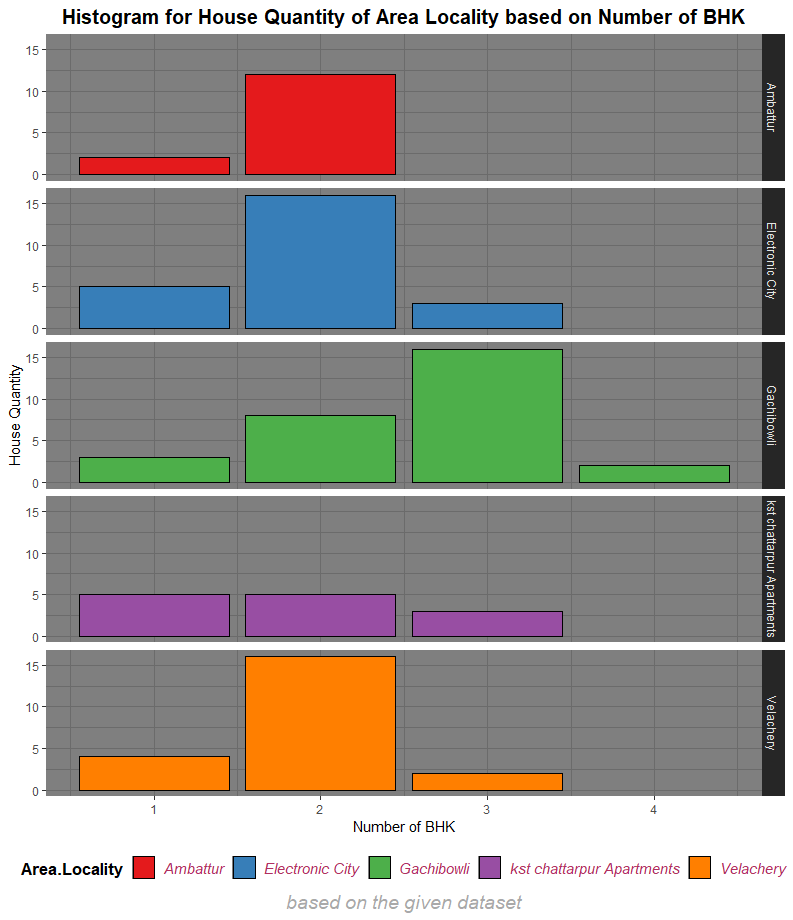 Histogram for House Quantity of Area Locality based on Number of BHK
House Quantity
15
10
5
0
Ambattur
15
10
5
0
Electronic City
15
10
5
0
Gachibowli
15
10
5
0
kst chattarpur Apartments
15
10
5
0
Velachery
1 2 3 4
Number of BHK
Area.Locality Ambattur Electronic City Gachibowli kst chattarpur Apartments Velachery
based on the given dataset